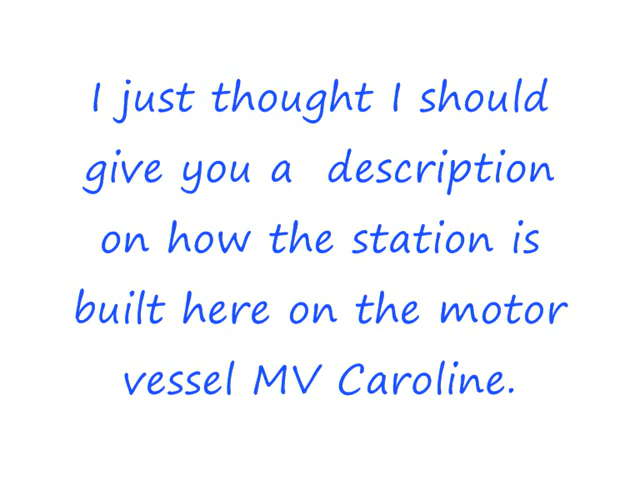 I just thought I should
give you a  description
on how the station is
built here on the motor
vessel MV Caroline.